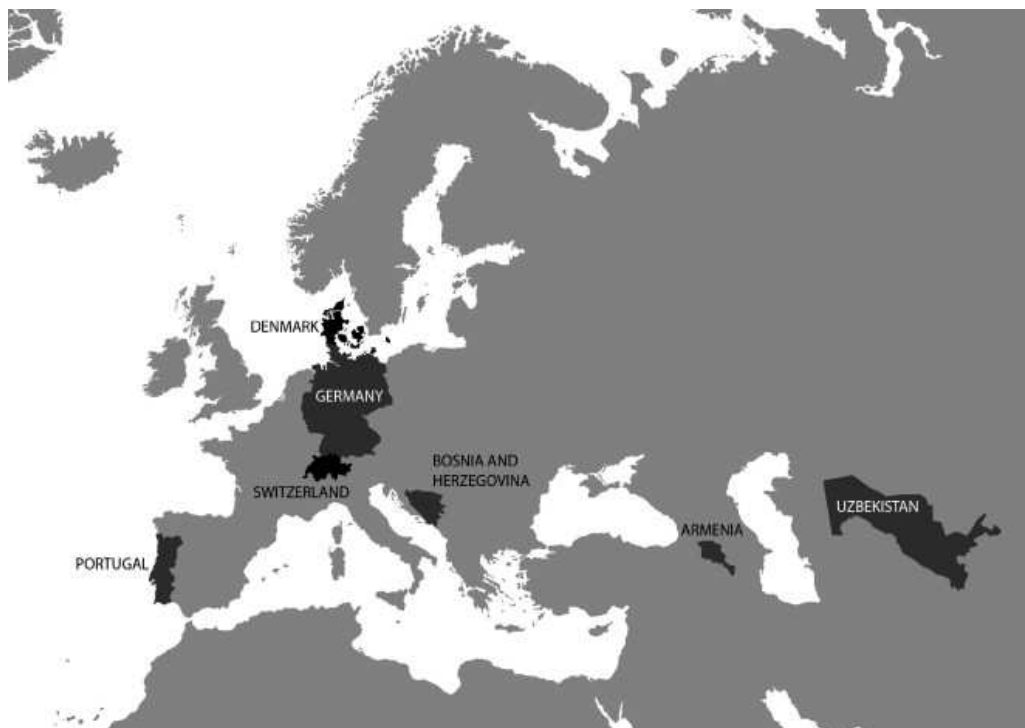 DENMARK
GERMANY
BOSNIA AND
HERZEGOVINA
SWITZERLAND
UZBEKISTAN
ARMENIA
PORTUGAL